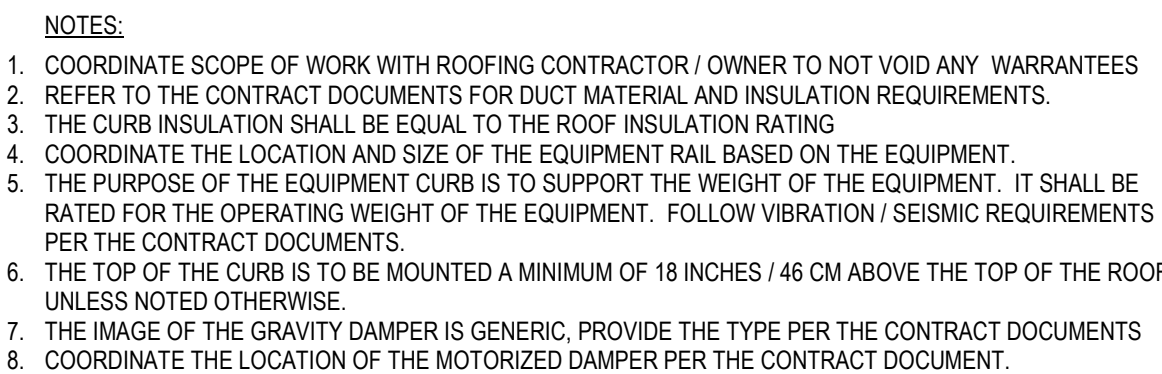 NOTES:
1. COORDINATE SCOPE OF WORK WITH ROOFING CONTRACTOR / OWNER TO NOT VOID ANY WARRANTEES
2. REFER TO THE CONTRACT DOCUMENTS FOR DUCT MATERIAL AND INSULATION REQUIREMENTS.
3. THE CURB INSULATION SHALL BE EQUAL TO THE ROOF INSULATION RATING
4. COORDINATE THE LOCATION AND SIZE OF THE EQUIPMENT RAIL BASED ON THE EQUIPMENT.
5. THE PURPOSE OF THE EQUIPMENT CURB IS TO SUPPORT THE WEIGHT OF THE EQUIPMENT. IT SHALL BE
RATED FOR THE OPERATING WEIGHT OF THE EQUIPMENT. FOLLOW VIBRATION / SEISMIC REQUIREMENTS
PER THE CONTRACT DOCUMENTS.
6. THE TOP OF THE CURB IS TO BE MOUNTED A MINIMUM OF 18 INCHES / 46 CM ABOVE THE TOP OF THE ROOF
UNLESS NOTED OTHERWISE.
7. THE IMAGE OF THE GRAVITY DAMPER IS GENERIC, PROVIDE THE TYPE PER THE CONTRACT DOCUMENTS
8. COORDINATE THE LOCATION OF THE MOTORIZED DAMPER PER THE CONTRACT DOCUMENT.